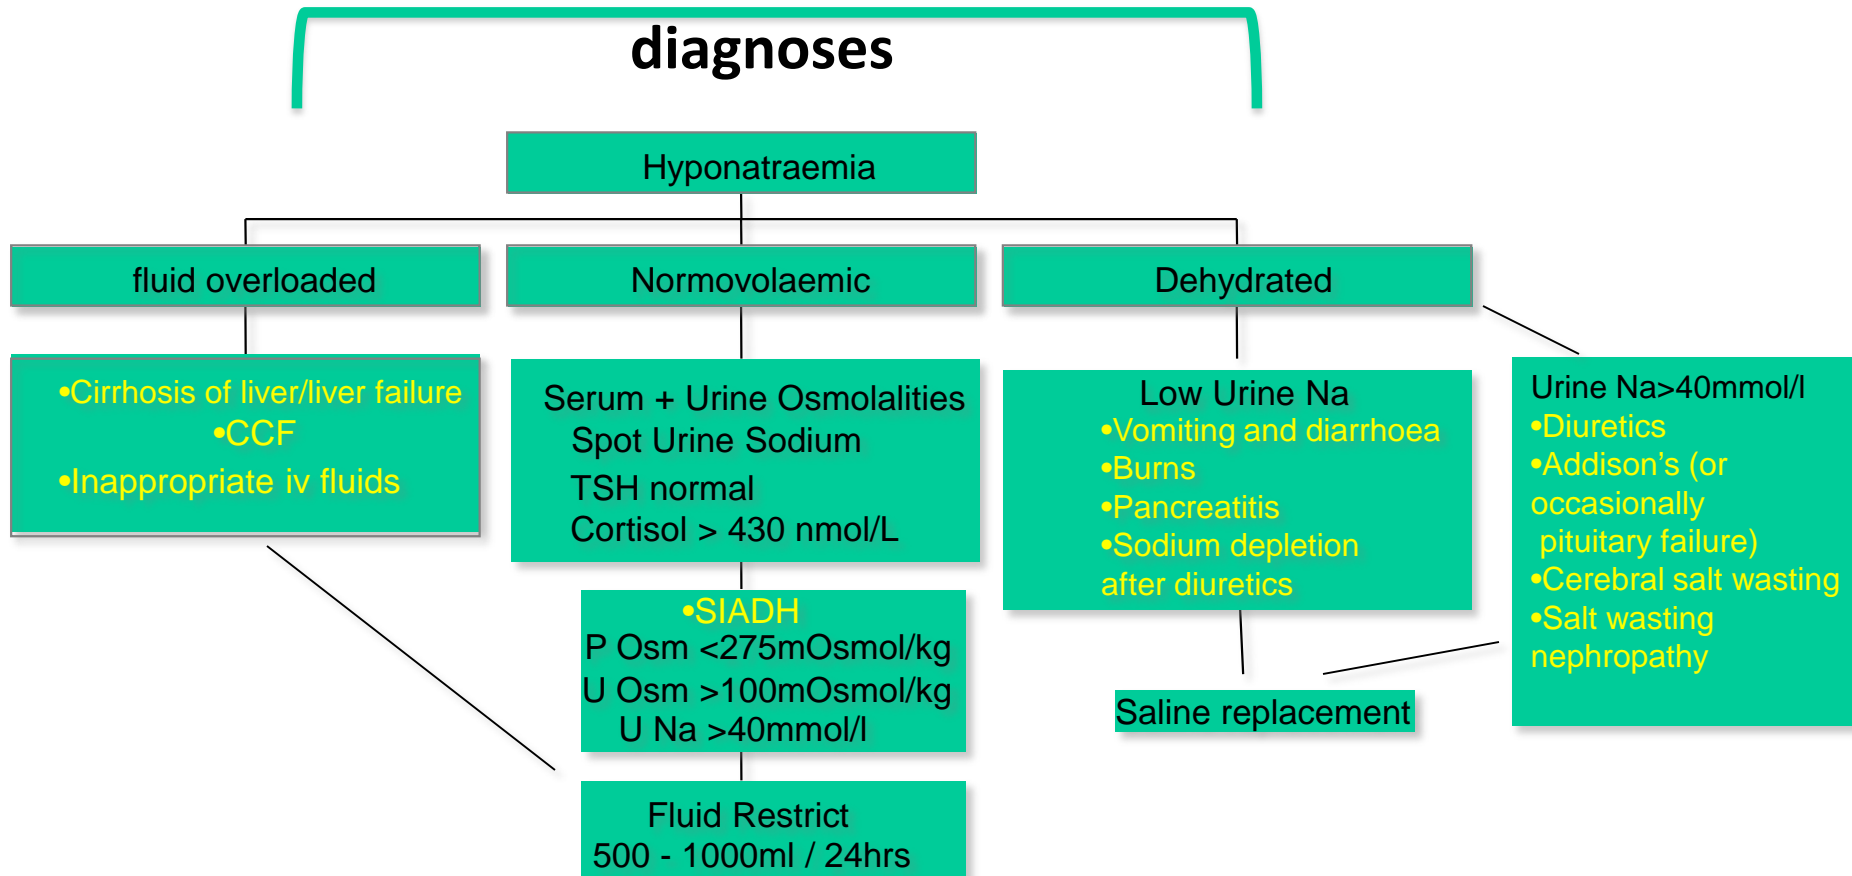 diagnoses
Hyponatraemia
fluid overloaded
Normovolaemic
Dehydrated
•Cirrhosis of liver/liver failure
•CCF
•Inappropriate iv fluids
Serum + Urine Osmolalities
Spot Urine Sodium
TSH normal
Cortisol > 430 nmol/L
•SIADH
P Osm <275mOsmol/kg
U Osm >100mOsmol/kg
U Na >40mmol/l
Fluid Restrict
500 - 1000ml / 24hrs
Low Urine Na
•Vomiting and diarrhoea
•Burns
•Pancreatitis
•Sodium depletion
after diuretics
Urine Na>40mmol/l
•Diuretics
•Addison's (or
occasionally
pituitary failure)
•Cerebral salt wasting
•Salt wasting
nephropathy
Saline replacement